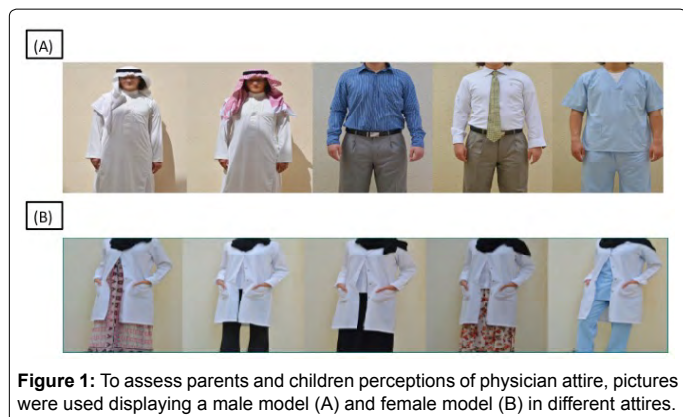 (A)
(B)
Figure 1: To assess parents and children perceptions of physician attire, pictures
were used displaying a male model (A) and female model (B) in different attires.